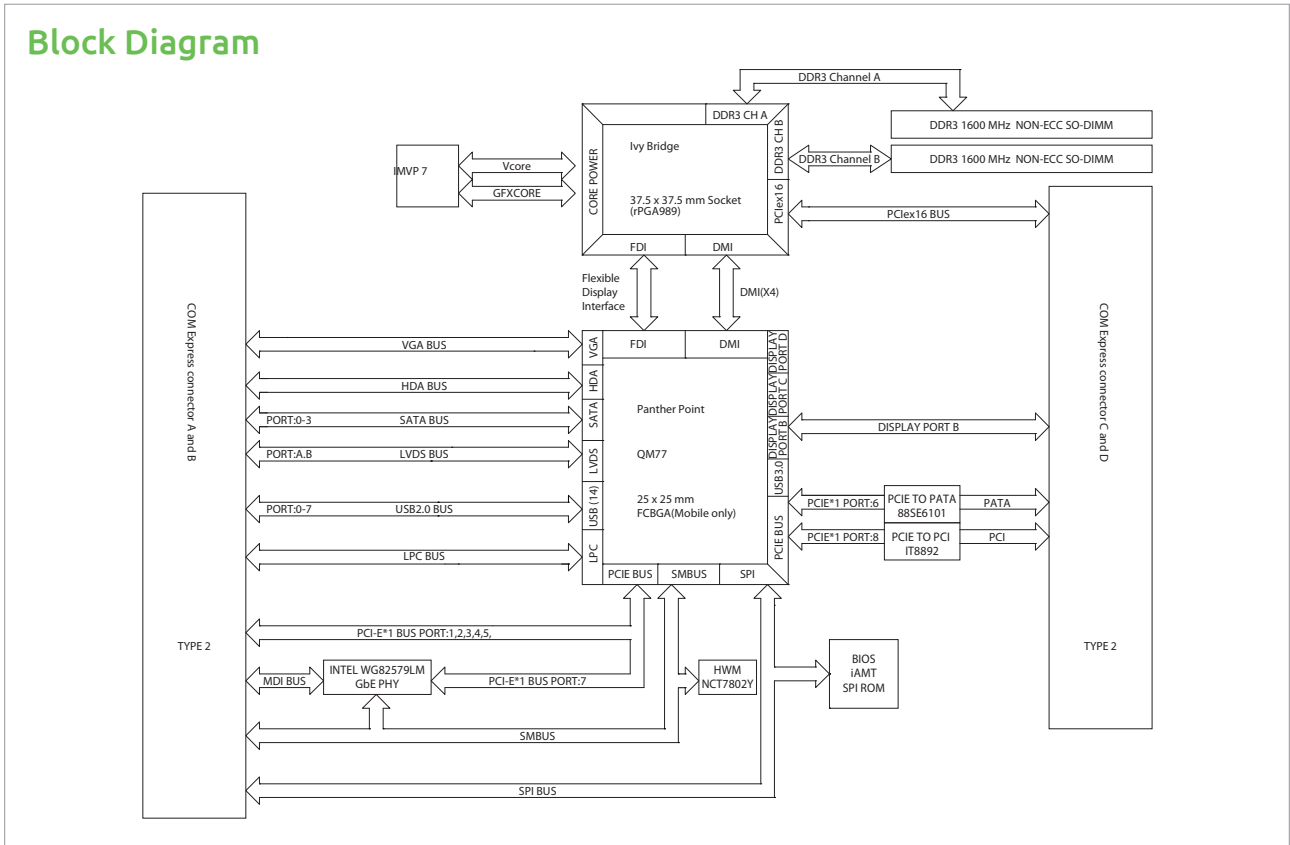 Block Diagram
DDR3 Channel A
DDR3 CH A
DDR3 1600 MHz NON-ECC SO-DIMM
DDR3 CH B
DDR3 Channel B
DDR3 1600 MHz NON-ECC SO-DIMM
IMVP 7
Vcore
GFXCORE
CORE POWER
Ivy Bridge
37.5 x 37.5 mm Socket
(rPGA989)
PCIex16
PCIex16 BUS
FDI
DMI
Flexible
Display
Interface
DMI(X4)
COM Express connector A and B
TYPE 2
COM Express connector C and D
TYPE 2
VGA BUS
VGA
FDI
DMI
DISPLAY
PORT D
HDA BUS
HDA
Panther Point
DISPLAY
PORT C
PORT:0-3
SATA BUS
SATA
DISPLAY
PORT B
DISPLAY PORT B
PORT:A.B
LVDS BUS
LVDS
QM77
USB3.0
PORT:0-7
USB2.0 BUS
USB (14)
25 x 25 mm
FCBGA(Mobile only)
PCIE*1 PORT:6
PCIE TO PATA
88SE6101
PATA
PCIE BUS
PCIE*1 PORT:8
PCIE TO PCI
IT8892
PCI
LPC BUS
LPC
PCIE BUS
SMBUS
SPI
PCI-E*1 BUS PORT:1,2,3,4,5,
MDI BUS
INTEL WG82579LM
GbE PHY
PCI-E*1 BUS PORT:7
HWM
NCT7802Y
BIOS
iAMT
SPI ROM
SMBUS
SPI BUS